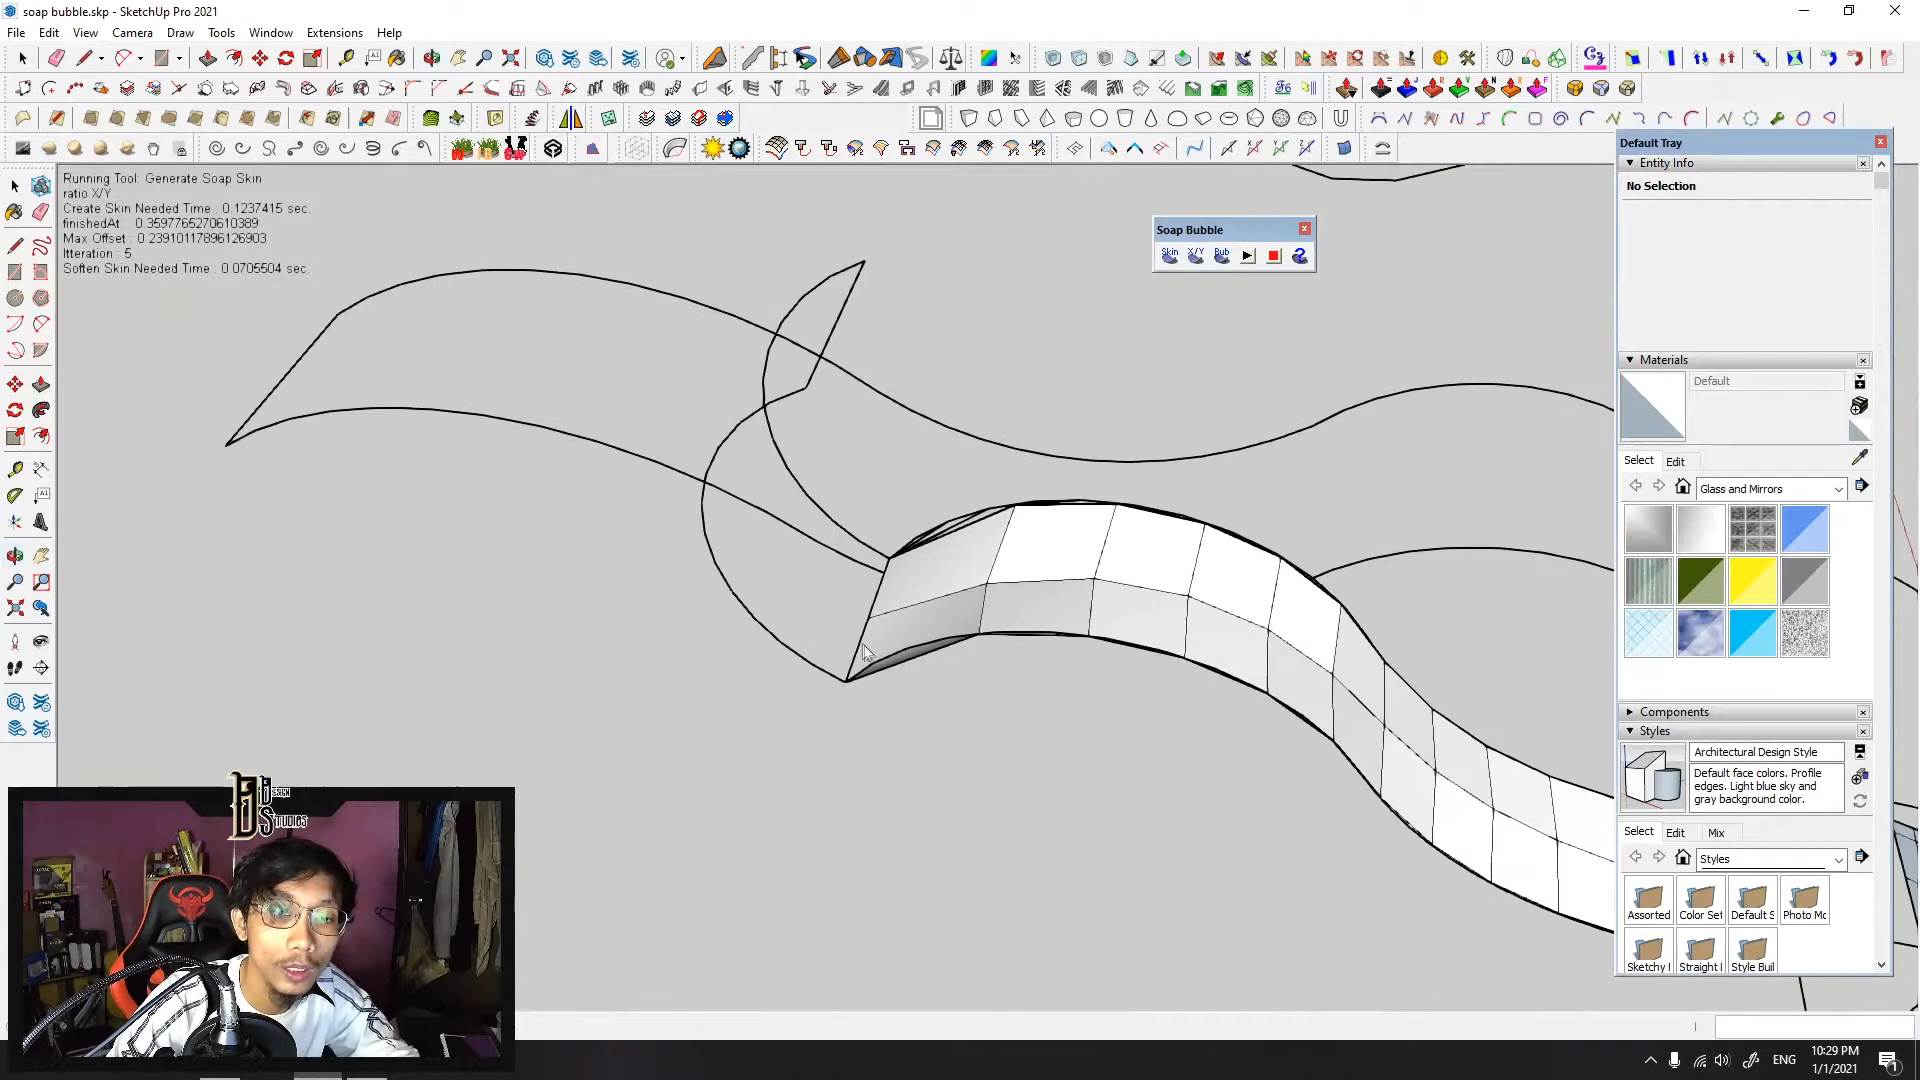 soap bubble.skp - SketchUp Pro 2021
File Edit View Camera Draw Tools Window Extensions Help
Default Tray
Entity Info
No Selection
Running Tool: Generate Soap Skin
ratio X/Y
Create Skin Needed Time : 0.1237415 sec.
finishedAt : 0.3597765270610389
Max Offset : 0.23910117896126903
Itteration : 5
Soften Skin Needed Time : 0.0705504 sec.
Soap Bubble
Skin X/Y Bub
Materials
Default
Select Edit
Glass and Mirrors
Components
Styles
Architectural Design Style
Default face colors. Profile
edges. Light blue sky and
gray background color.
Select Edit Mix
Styles
Assorted Color Set Default S Photo Mc
Sketchy Straight Style Buil
DESIGN
STUDIOS
ENG
10:29 PM
1/1/2021